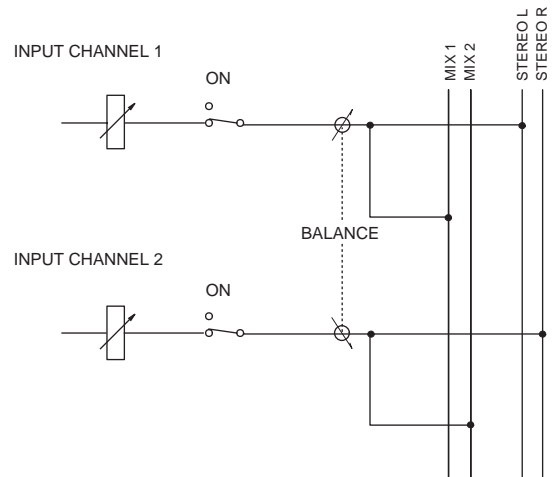 INPUT CHANNEL 1
ON
MIX 1
MIX 2
STEREO L
STEREO R
BALANCE
INPUT CHANNEL 2
ON